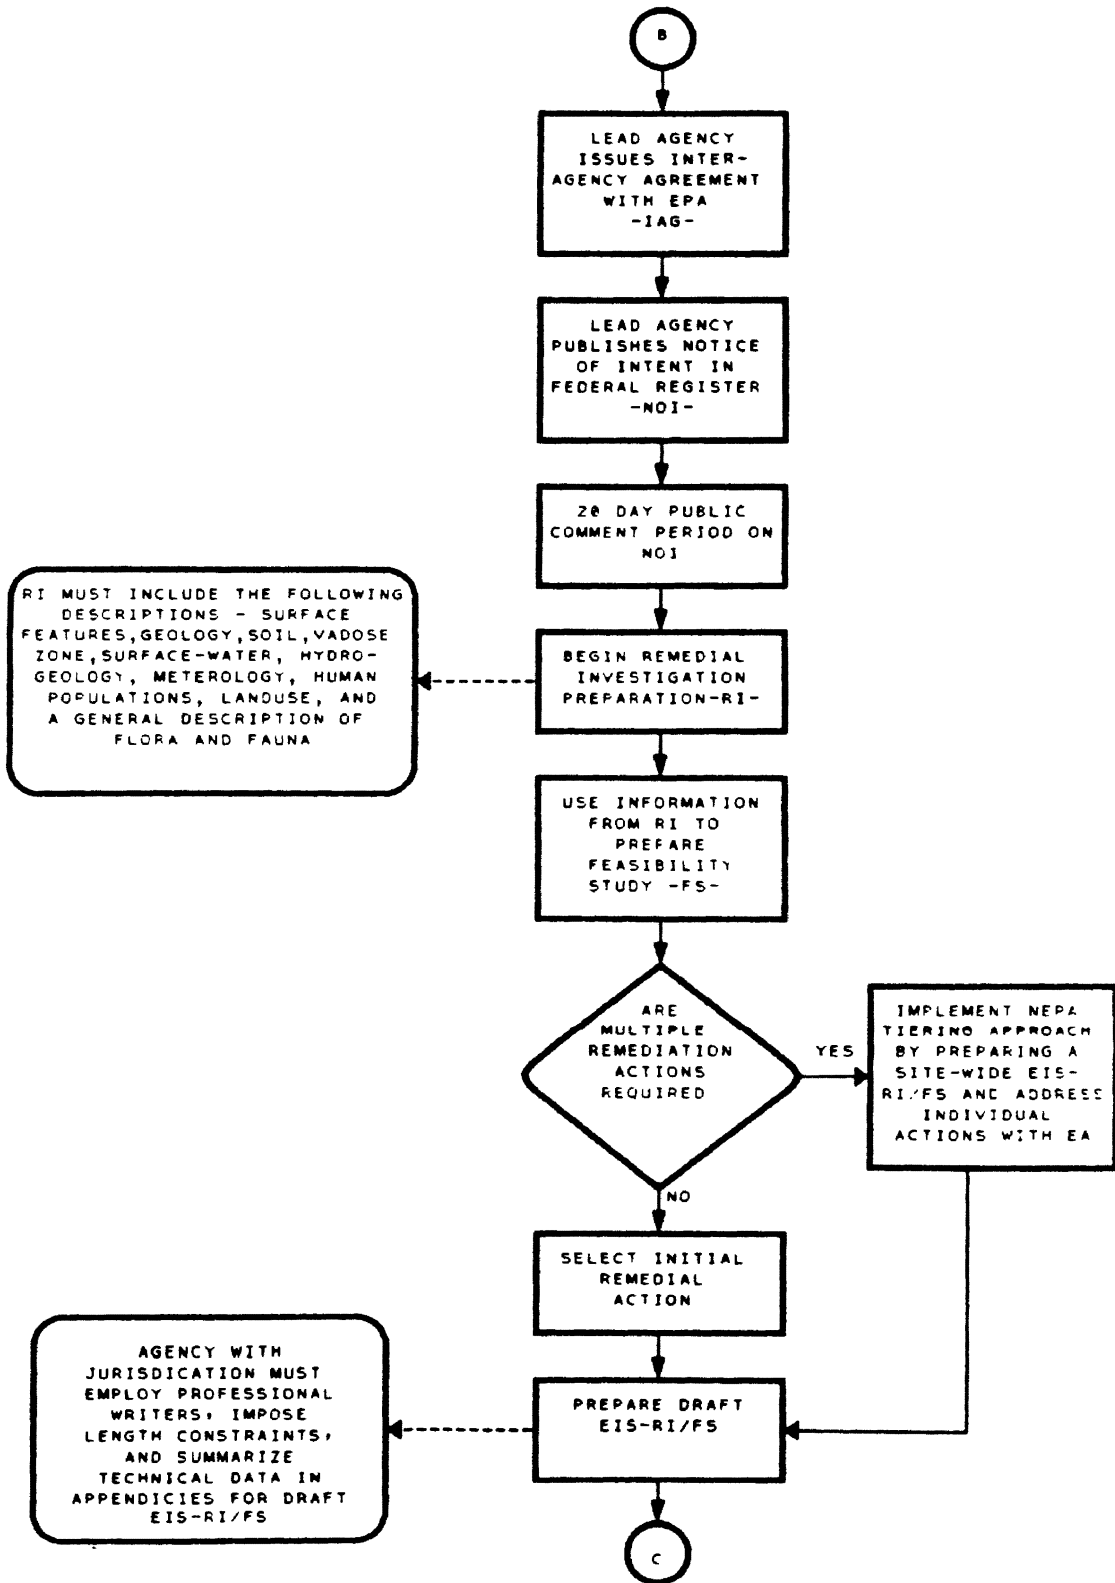 B
LEAD AGENCY
ISSUES INTER-
AGENCY AGREEMENT
WITH EPA
-IAG-
LEAD AGENCY
PUBLISHES NOTICE
OF INTENT IN
FEDERAL REGISTER
-NOI-
20 DAY PUBLIC
COMMENT PERIOD ON
NOI
RI MUST INCLUDE THE FOLLOWING
DESCRIPTIONS - SURFACE
FEATURES,GEOLOGY,SOIL,VADOSE
ZONE,SURFACE-WATER, HYDRO-
GEOLOGY, METEROLOGY, HUMAN
POPULATIONS, LANDUSE, AND
A GENERAL DESCRIPTION OF
FLORA AND FAUNA
BEGIN REMEDIAL
INVESTIGATION
PREPARATION-RI-
USE INFORMATION
FROM RI TO
PREPARE
FEASIBILITY
STUDY -FS-
ARE
MULTIPLE
REMEDIATION
ACTIONS
REQUIRED
YES
IMPLEMENT NEPA
TIERING APPROACH
BY PREPARING A
SITE-WIDE EIS-
RI/FS AND ADDRESS
INDIVIDUAL
ACTIONS WITH EA
NO
SELECT INITIAL
REMEDIAL
ACTION
AGENCY WITH
JURISDICATION MUST
EMPLOY PROFESSIONAL
WRITERS, IMPOSE
LENGTH CONSTRAINTS,
AND SUMMARIZE
TECHNICAL DATA IN
APPENDICIES FOR DRAFT
EIS-RI/FS
PREPARE DRAFT
EIS-RI/FS
C